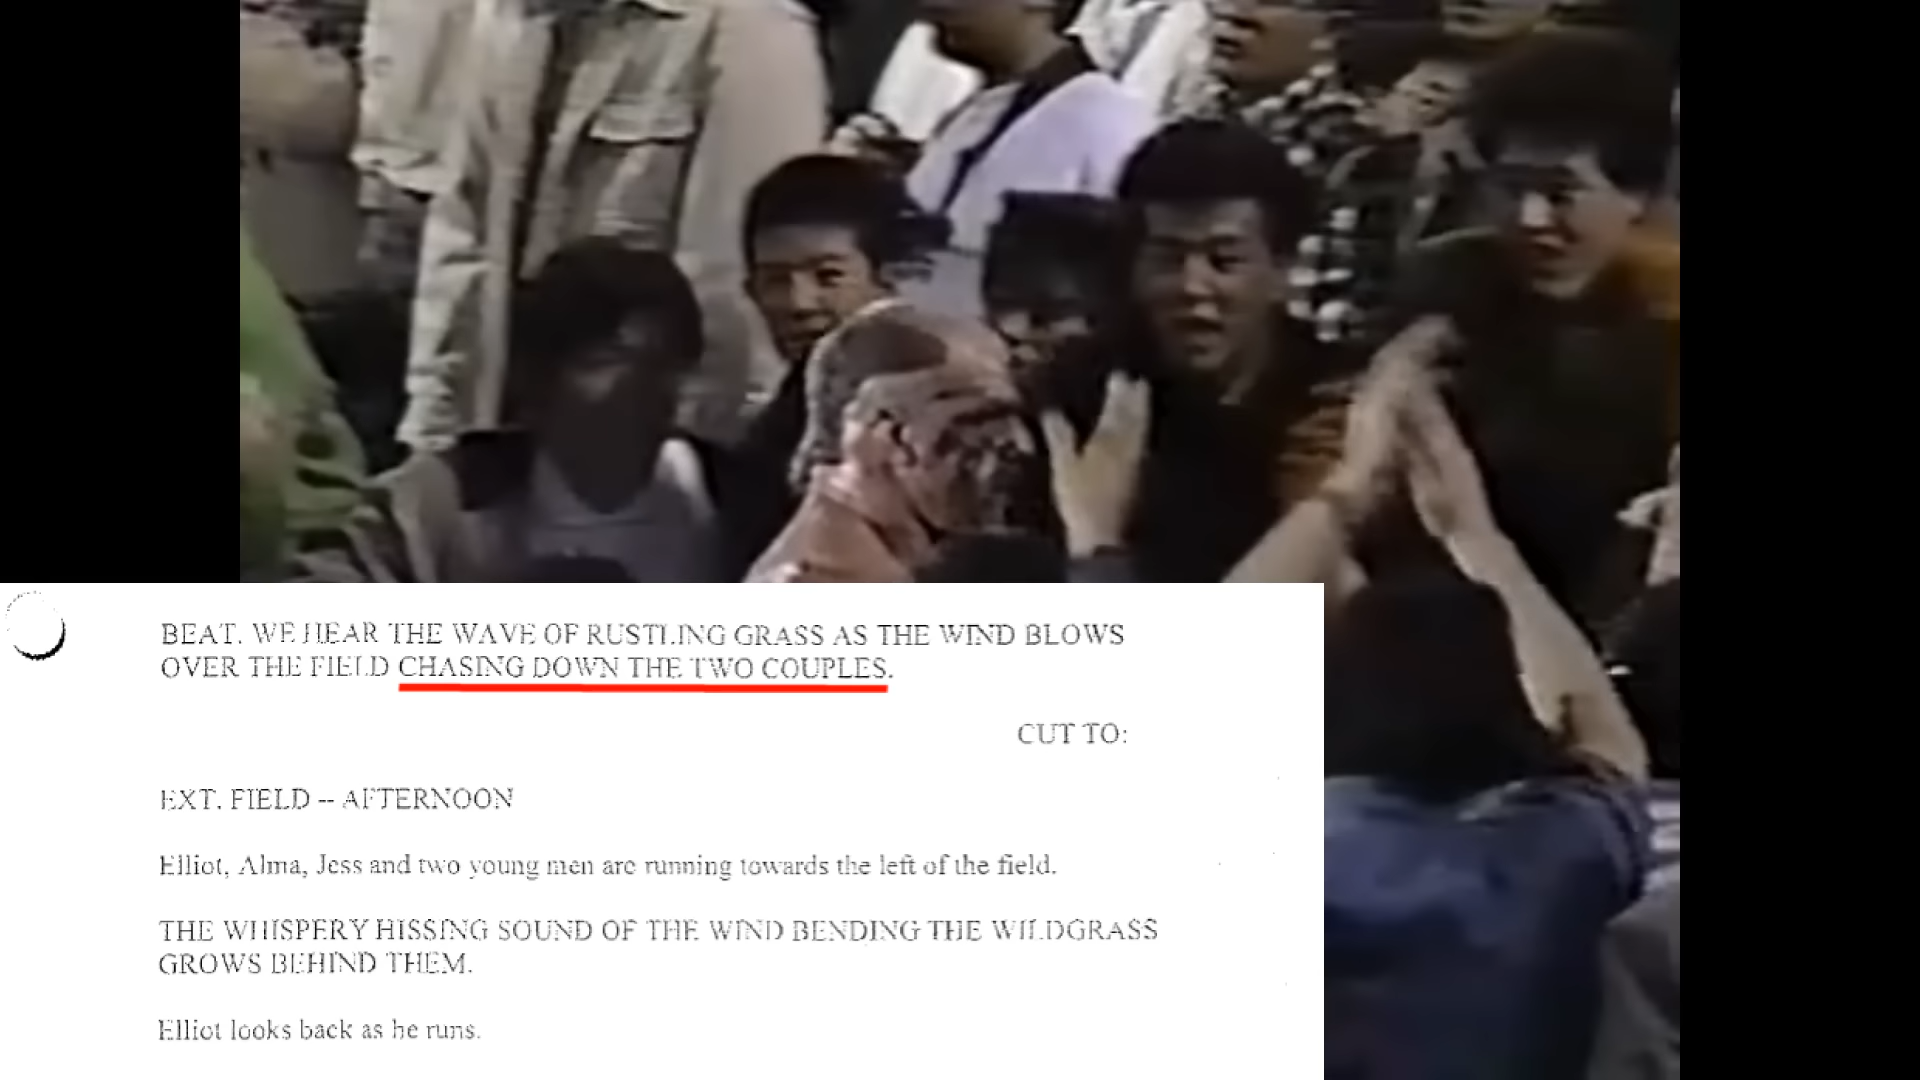 BEAT. WE HEAR THE WAVE OF RUSTLING GRASS AS THE WIND BLOWS
OVER THE FIELD CHASING DOWN THE TWO COUPLES.
CUT TO:
EXT. FIELD -- AFTERNOON
Elliot, Alma, Jess and two young men are running towards the left of the field.
THE WHISPERY HISSING SOUND OF THE WIND BENDING THE WILDGRASS
GROWS BEHIND THEM.
Elliot looks back as he runs.